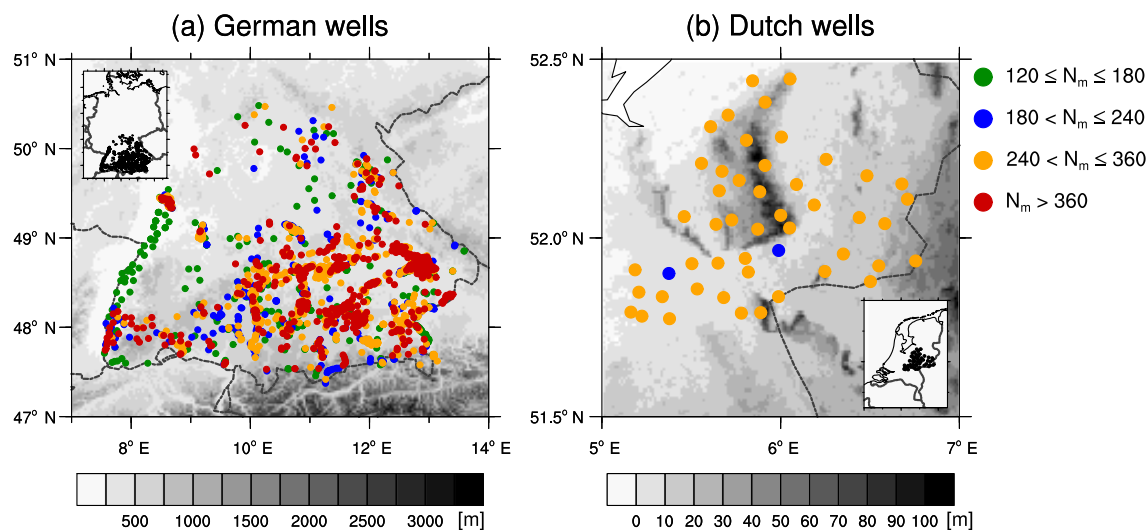 (a) German wells
(b) Dutch wells
51° N
50° N
49° N
48° N
47° N
8° E
10° E
12° E
14° E
500
1000
1500
2000
2500
3000
[m]
52.5° N
52.0° N
51.5° N
5° E
6° E
7° E
0
10
20
30
40
50
60
70
80
90
100
[m]
120 ≤ Nₘ ≤ 180
180 < Nₘ ≤ 240
240 < Nₘ ≤ 360
Nₘ > 360